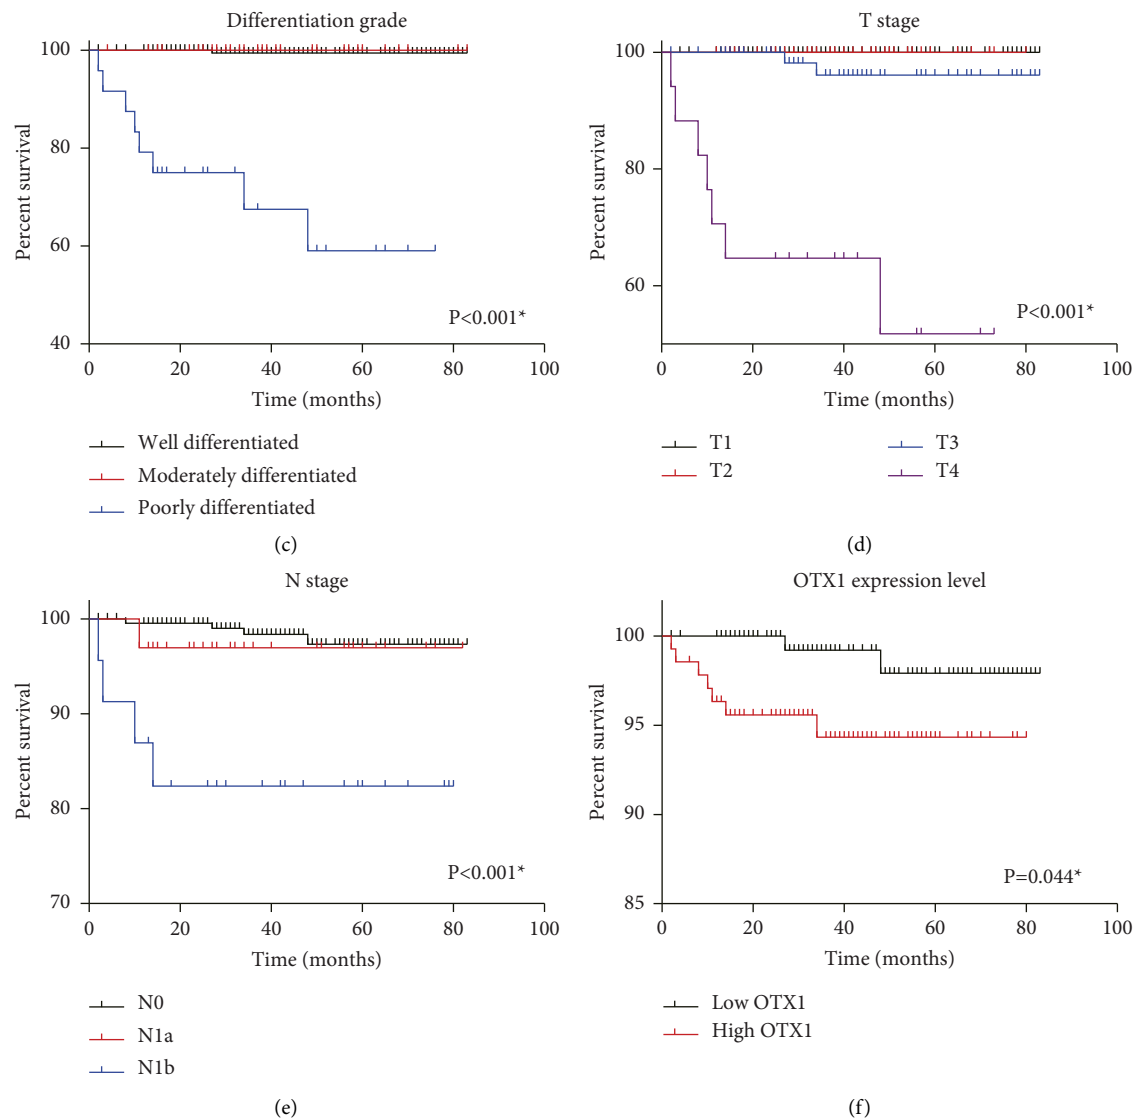 Differentiation grade
100
80
60
40
Percent survival
P<0.001*
0 20 40 60 80 100
Time (months)
Well differentiated
Moderately differentiated
Poorly differentiated
(c)
T stage
100
80
60
Percent survival
P<0.001*
0 20 40 60 80 100
Time (months)
T1 T3
T2 T4
(d)
N stage
100
90
80
70
Percent survival
P<0.001*
0 20 40 60 80 100
Time (months)
N0
N1a
N1b
(e)
OTX1 expression level
100
95
90
85
Percent survival
P=0.044*
0 20 40 60 80 100
Time (months)
Low OTX1
High OTX1
(f)